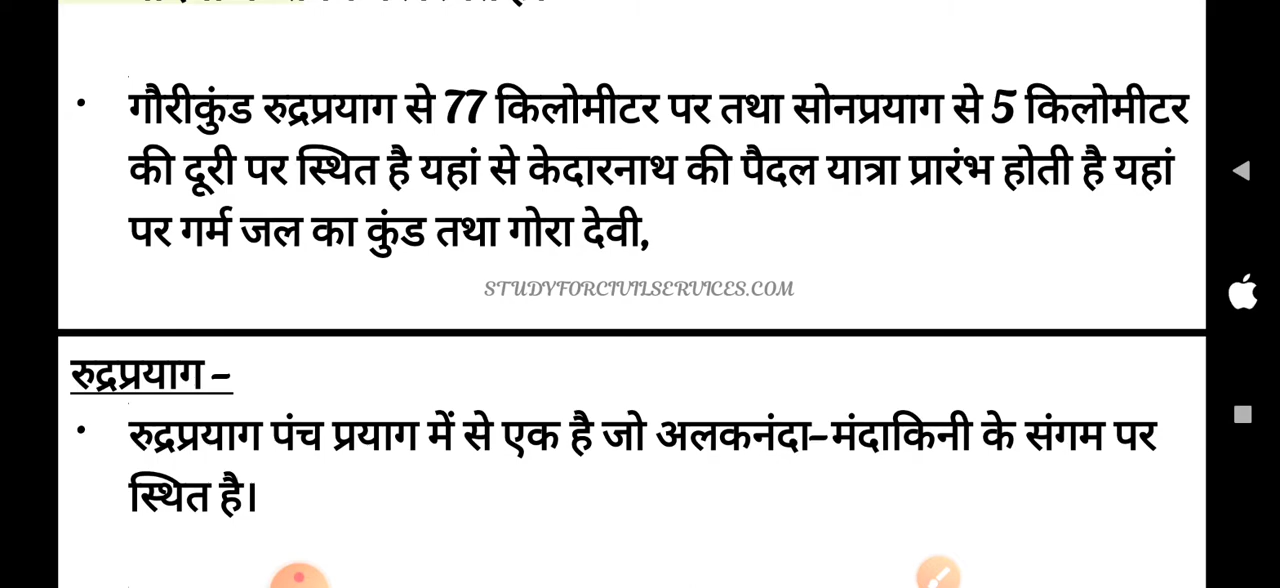 • गौरीकुंड रुद्रप्रयाग से 77 किलोमीटर पर तथा सोनप्रयाग से 5 किलोमीटर
की दूरी पर स्थित है यहां से केदारनाथ की पैदल यात्रा प्रारंभ होती है यहां
पर गर्म जल का कुंड तथा गोरा देवी,
STUDYFORCIVILSERVICES.COM
रुद्रप्रयाग –
• रुद्रप्रयाग पंच प्रयाग में से एक है जो अलकनंदा–मंदाकिनी के संगम पर
स्थित है।